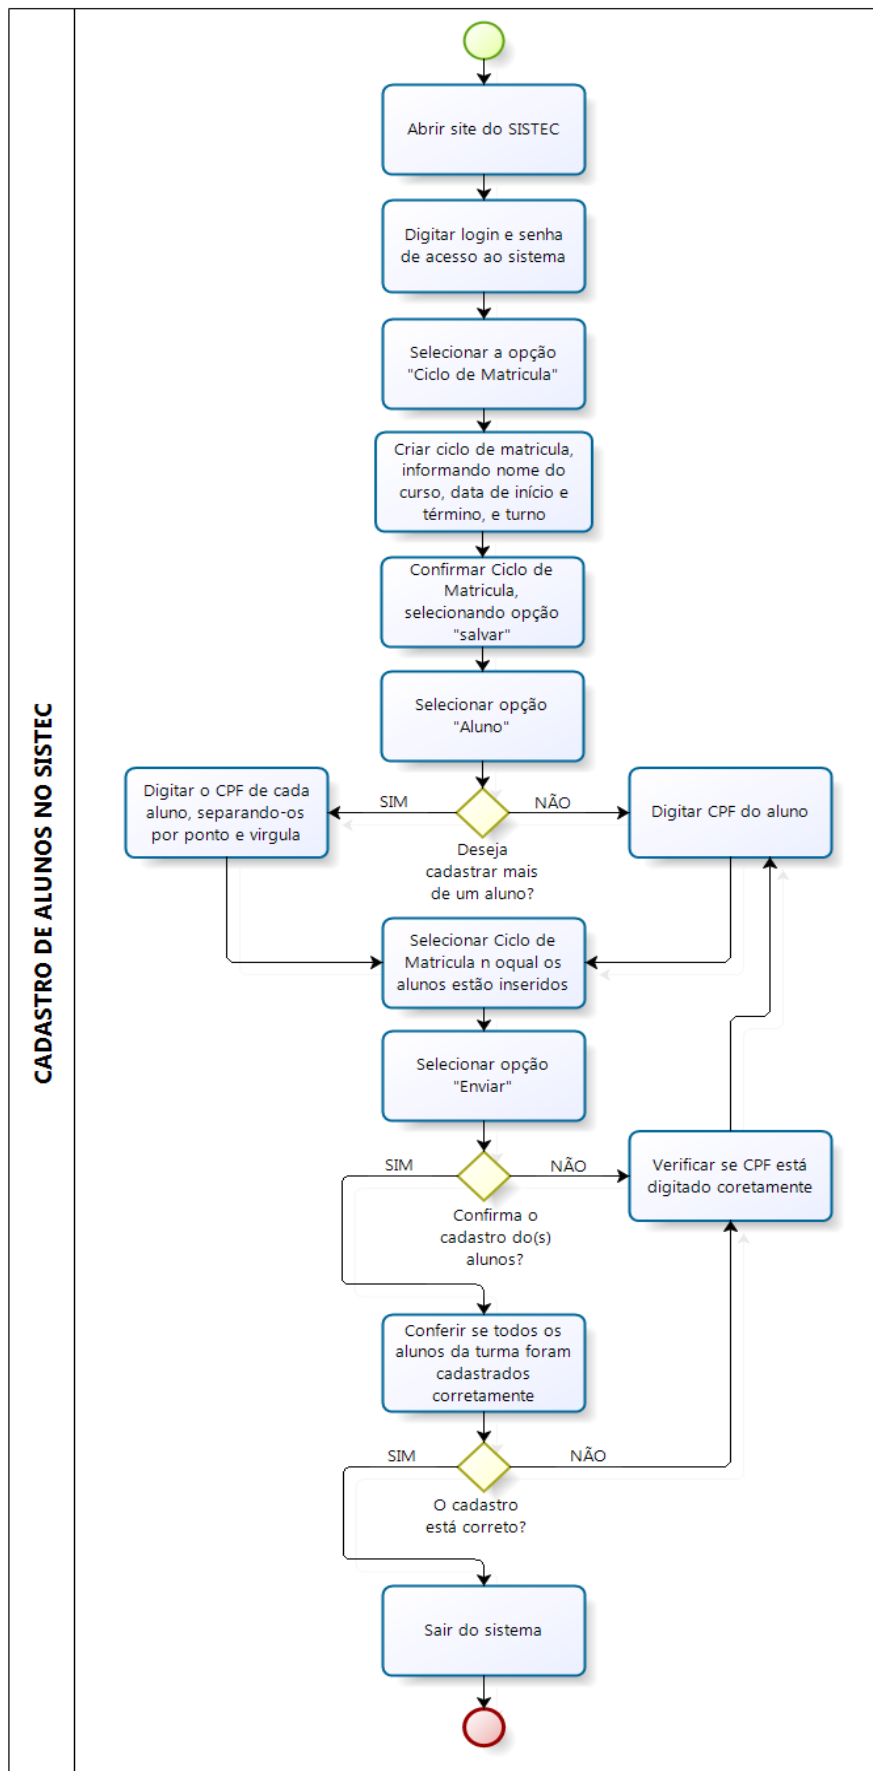 CADASTRO DE ALUNOS NO SISTEC
Abrir site do SISTEC
Digitar login e senha
de acesso ao sistema
Selecionar a opção
"Ciclo de Matricula"
Criar ciclo de matricula,
informando nome do
curso, data de início e
término, e turno
Confirmar Ciclo de
Matricula,
selecionando opção
"salvar"
Selecionar opção
"Aluno"
Digitar o CPF de cada
aluno, separando-os
por ponto e virgula
SIM
NÃO
Digitar CPF do aluno
Deseja
cadastrar mais
de um aluno?
Selecionar Ciclo de
Matricula n oqual os
alunos estão inseridos
Selecionar opção
"Enviar"
SIM
NÃO
Verificar se CPF está
digitado coretamente
Confirma o
cadastro do(s)
alunos?
Conferir se todos os
alunos da turma foram
cadastrados
corretamente
SIM
NÃO
O cadastro
está correto?
Sair do sistema